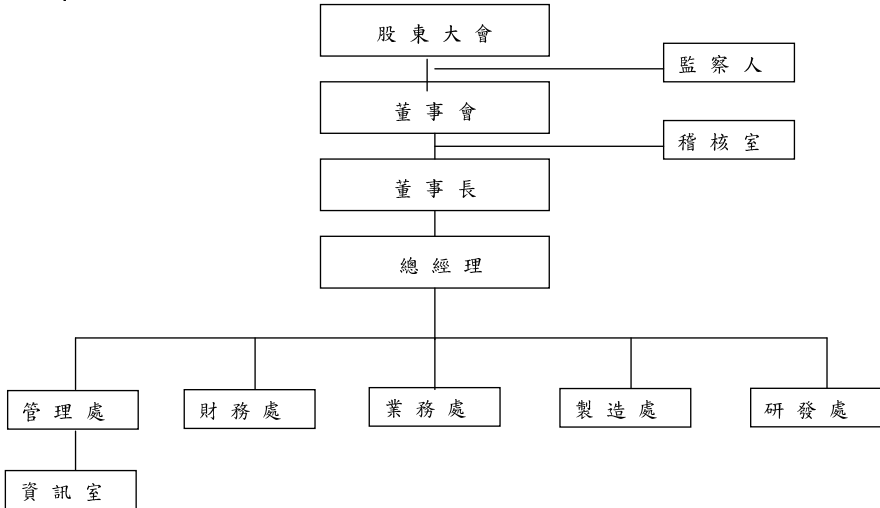 股東大會
監察人
董事會
稽核室
董事長
總經理
管理處
財務處
業務處
製造處
研發處
資訊室